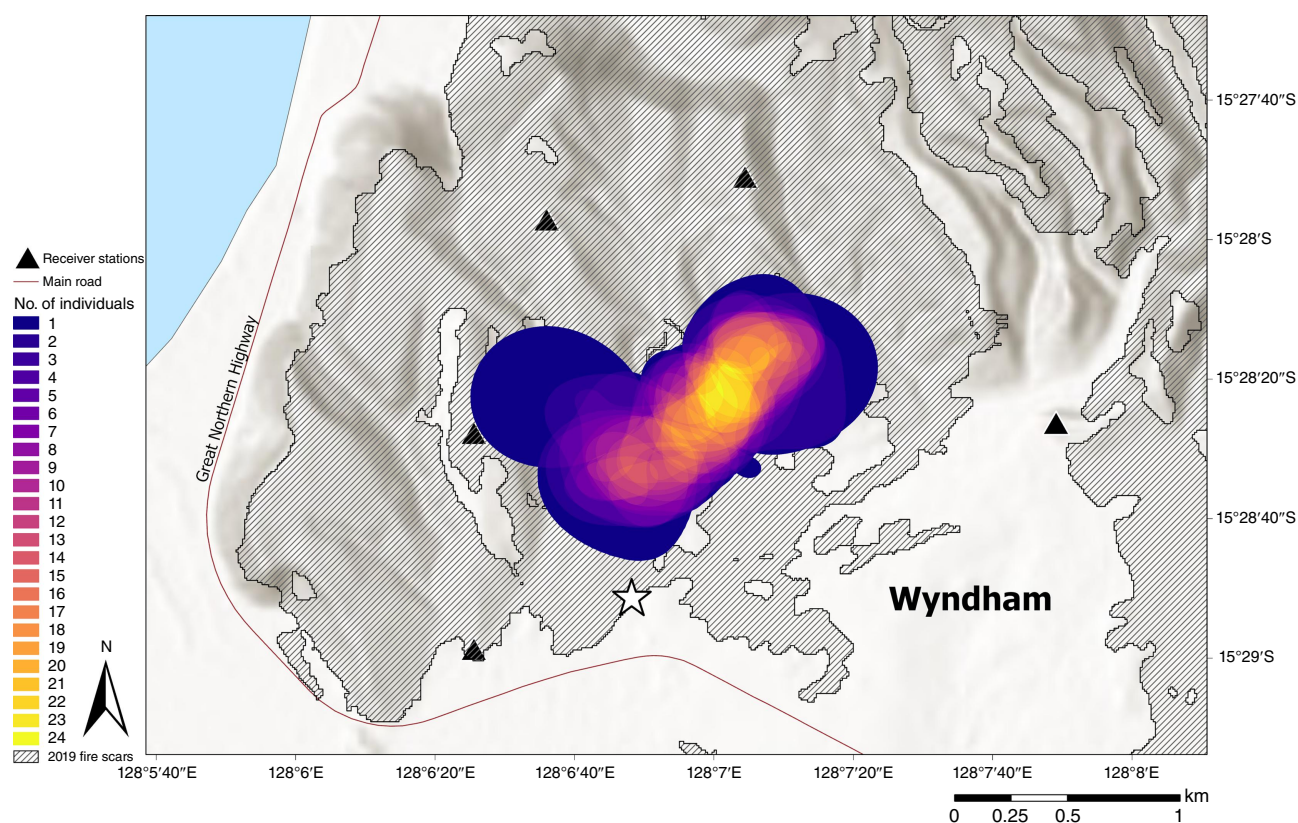 15°27′40″S
15°28′S
15°28′20″S
15°28′40″S
15°29′S
Great Northern Highway
Wyndham
Receiver stations
Main road
No. of individuals
1
2
3
4
5
6
7
8
9
10
11
12
13
14
15
16
17
18
19
20
21
22
23
24
2019 fire scars
N
128°5′40″E
128°6′E
128°6′20″E
128°6′40″E
128°7′E
128°7′20″E
128°7′40″E
128°8′E
km
0 0.25 0.5 1